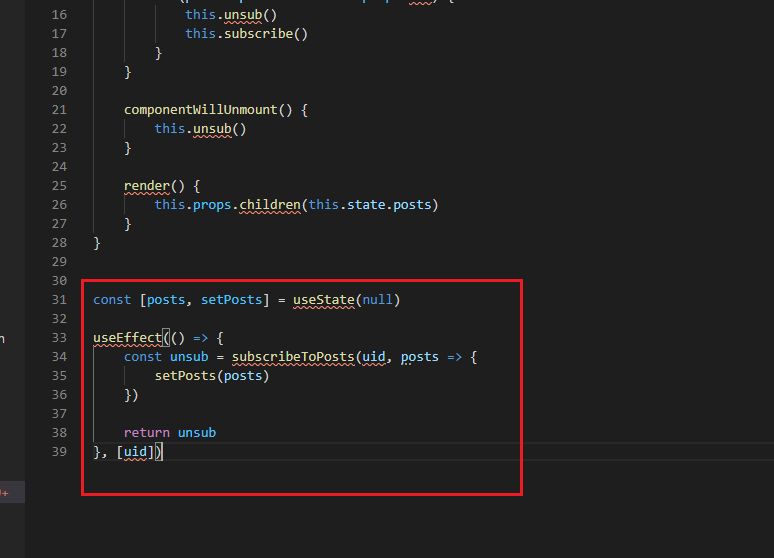 16 this.unsub()
17 this.subscribe()
18 }
19 }
20
21 componentWillUnmount() {
22 this.unsub()
23 }
24
25 render() {
26 this.props.children(this.state.posts)
27 }
28 }
29
30
31 const [posts, setPosts] = useState(null)
32
33 useEffect(() => {
34 const unsub = subscribeToPosts(uid, posts => {
35 setPosts(posts)
36 })
37
38 return unsub
39 }, [uid])